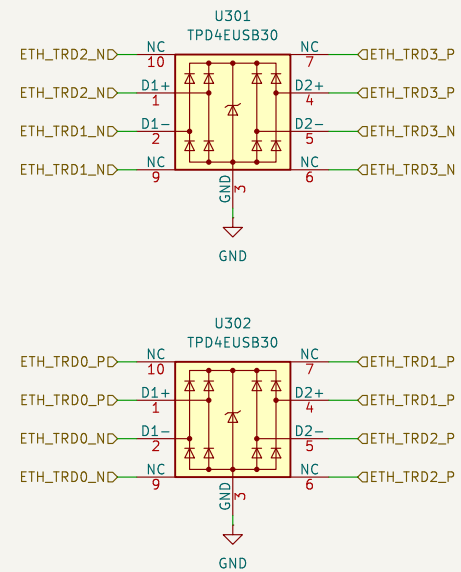 U301
TPD4EUSB30
ETH_TRD2_N NC 10 NC 7 ETH_TRD3_P
ETH_TRD2_N D1+ 1 D2+ 4 ETH_TRD3_P
ETH_TRD1_N D1- 2 D2- 5 ETH_TRD3_N
ETH_TRD1_N NC 9 NC 6 ETH_TRD3_N
GND 3
GND
U302
TPD4EUSB30
ETH_TRD0_P NC 10 NC 7 ETH_TRD1_P
ETH_TRD0_P D1+ 1 D2+ 4 ETH_TRD1_P
ETH_TRD0_N D1- 2 D2- 5 ETH_TRD2_P
ETH_TRD0_N NC 9 NC 6 ETH_TRD2_P
GND 3
GND